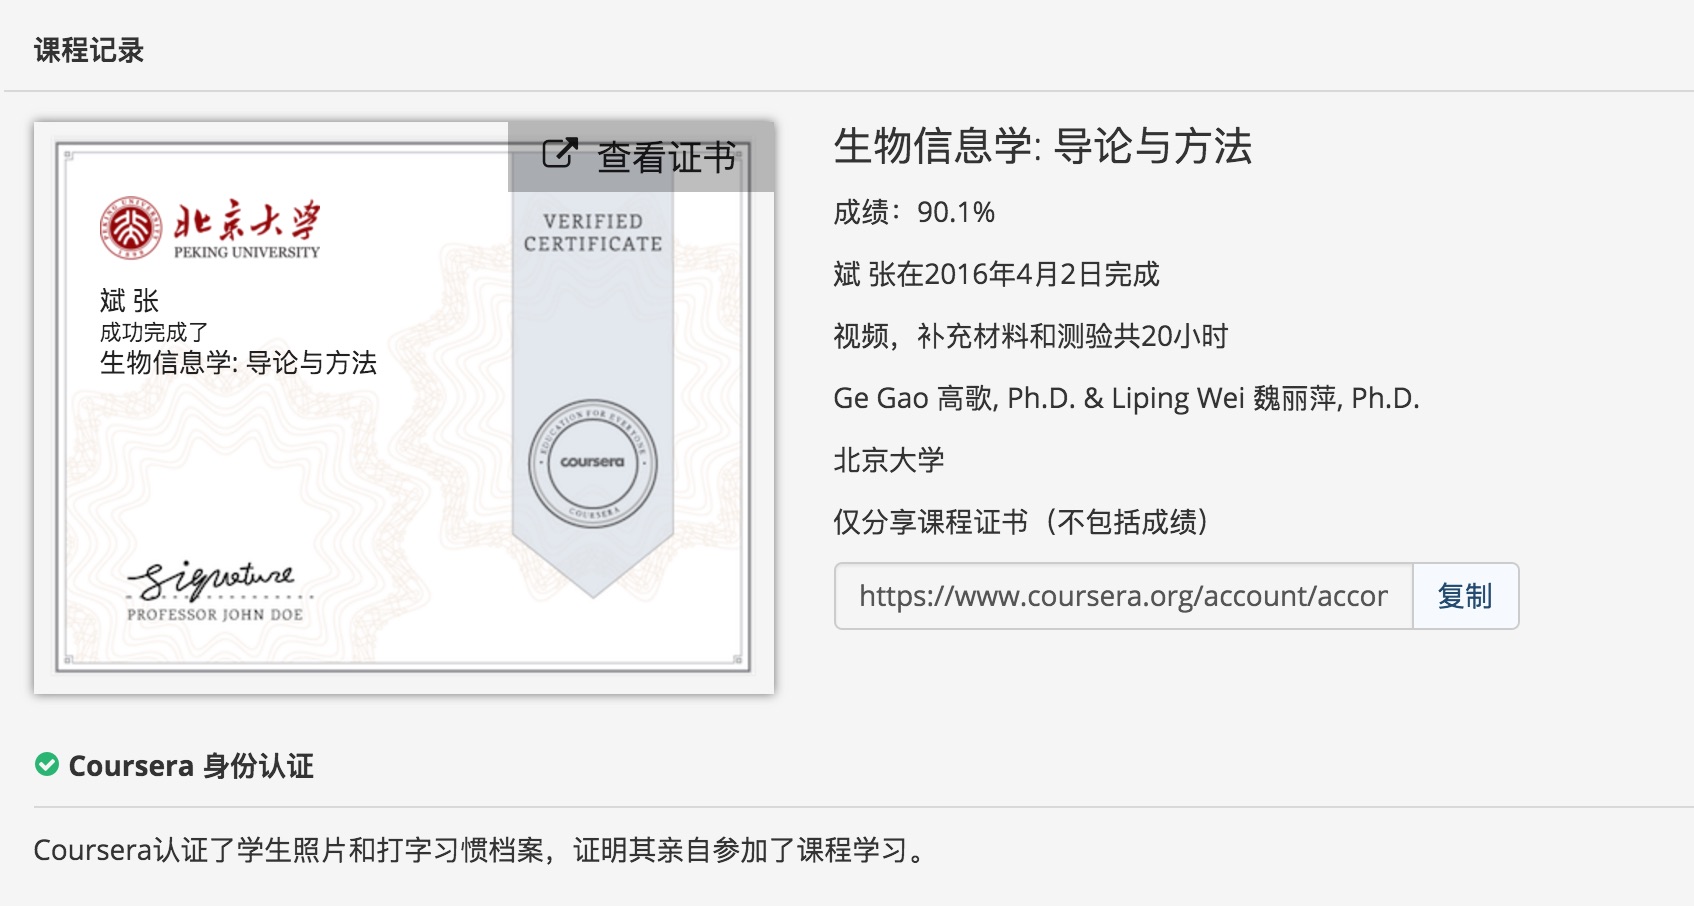 课程记录
查看证书
VERIFIED
CERTIFICATE
北京大学
PEKING UNIVERSITY
斌 张
成功完成了
生物信息学: 导论与方法
EDUCATION FOR EVERYONE
coursera
COURSERA
Signature
PROFESSOR JOHN DOE
生物信息学: 导论与方法
成绩：90.1%
斌 张在2016年4月2日完成
视频，补充材料和测验共20小时
Ge Gao 高歌, Ph.D. & Liping Wei 魏丽萍, Ph.D.
北京大学
仅分享课程证书（不包括成绩）
https://www.coursera.org/account/accor
复制
Coursera 身份认证
Coursera认证了学生照片和打字习惯档案，证明其亲自参加了课程学习。